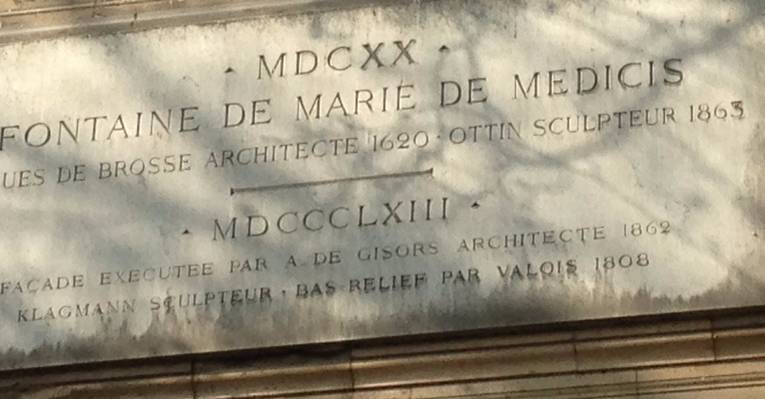 · MDCXX ·
FONTAINE DE MARIE DE MEDICIS
UES DE BROSSE ARCHITECTE 1620 · OTTIN SCULPTEUR 1863
· MDCCCLXIII ·
FAÇADE EXECUTEE PAR A. DE GISORS ARCHITECTE 1862
KLAGMANN SCULPTEUR · BAS RELIEF PAR VALOIS 1808